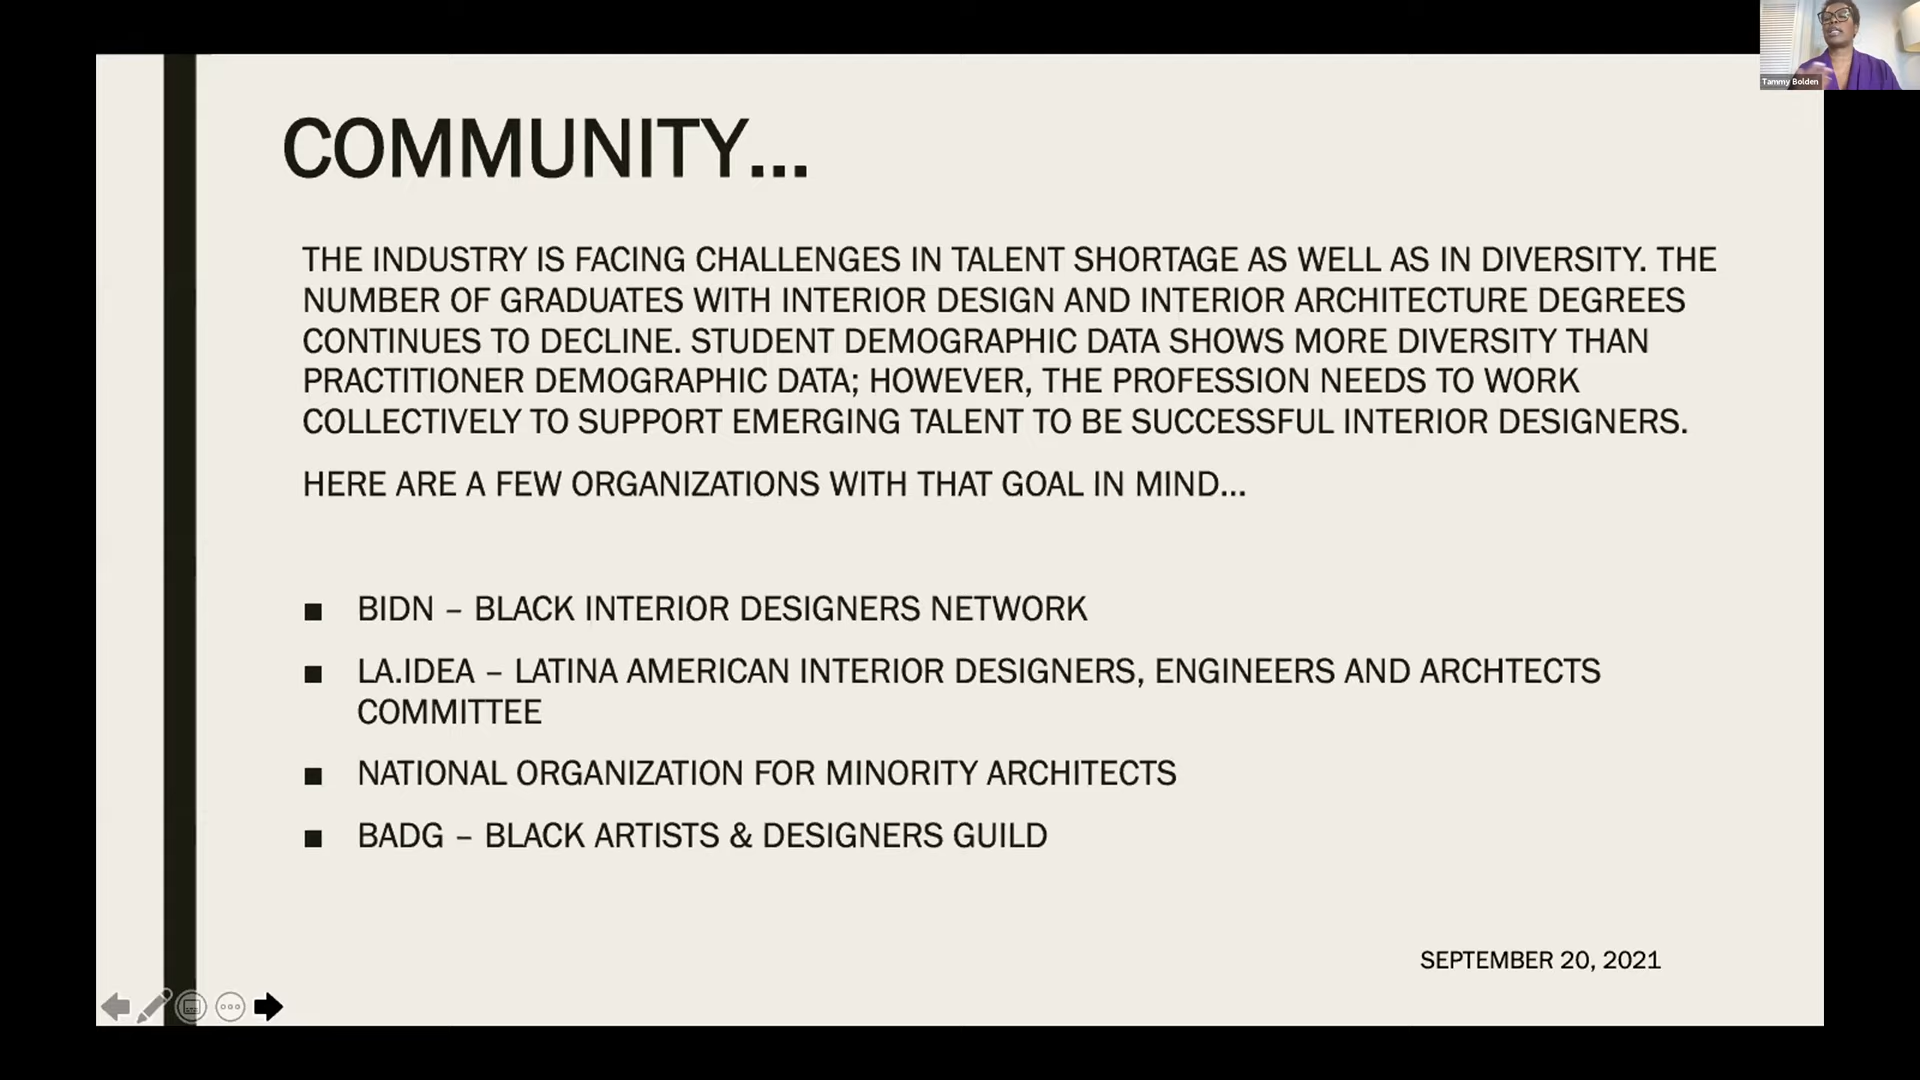 COMMUNITY...
THE INDUSTRY IS FACING CHALLENGES IN TALENT SHORTAGE AS WELL AS IN DIVERSITY. THE
NUMBER OF GRADUATES WITH INTERIOR DESIGN AND INTERIOR ARCHITECTURE DEGREES
CONTINUES TO DECLINE. STUDENT DEMOGRAPHIC DATA SHOWS MORE DIVERSITY THAN
PRACTITIONER DEMOGRAPHIC DATA; HOWEVER, THE PROFESSION NEEDS TO WORK
COLLECTIVELY TO SUPPORT EMERGING TALENT TO BE SUCCESSFUL INTERIOR DESIGNERS.
HERE ARE A FEW ORGANIZATIONS WITH THAT GOAL IN MIND...
■ BIDN – BLACK INTERIOR DESIGNERS NETWORK
■ LA.IDEA – LATINA AMERICAN INTERIOR DESIGNERS, ENGINEERS AND ARCHTECTS
COMMITTEE
■ NATIONAL ORGANIZATION FOR MINORITY ARCHITECTS
■ BADG – BLACK ARTISTS & DESIGNERS GUILD
SEPTEMBER 20, 2021
Tammy Bolden